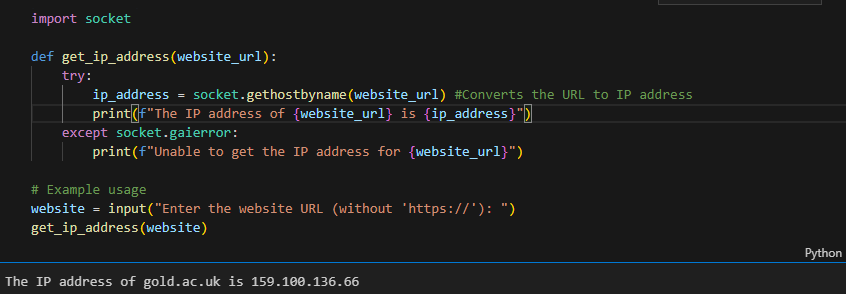 import socket
def get_ip_address(website_url):
    try:
        ip_address = socket.gethostbyname(website_url) #Converts the URL to IP address
        print(f"The IP address of {website_url} is {ip_address}")
    except socket.gaierror:
        print(f"Unable to get the IP address for {website_url}")
# Example usage
website = input("Enter the website URL (without 'https://'): ")
get_ip_address(website)
Python
The IP address of gold.ac.uk is 159.100.136.66